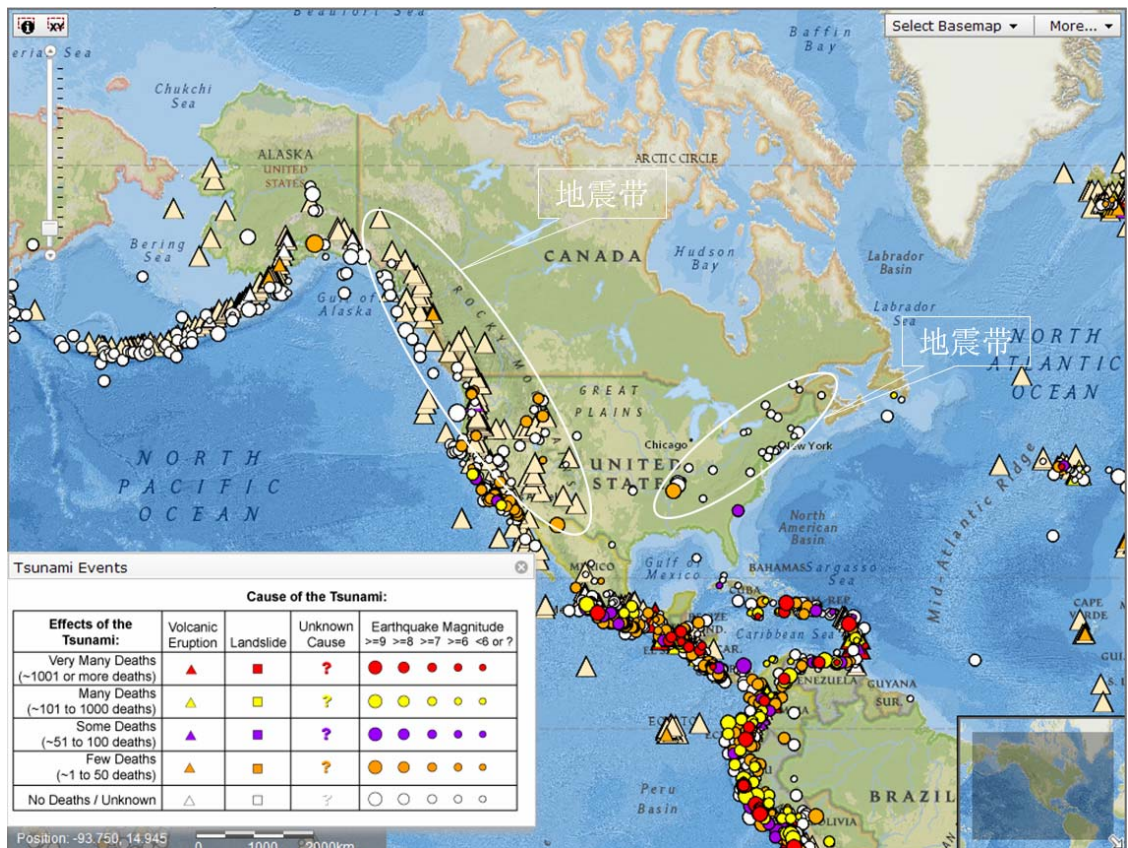 XY
Select Basemap
More...
Beaufort Sea
Baffin
Bay
Chukchi
Sea
ALASKA
UNITED
STATES
ARCTIC CIRCLE
地震带
Bering
Sea
CANADA
Hudson
Bay
Labrador
Basin
Gulf of
Alaska
ROCKY
Labrador
Sea
地震带
NORTH
ATLANTIC
OCEAN
GREAT
PLAINS
Chicago
New York
UNITED
STATES
NORTH
PACIFIC
OCEAN
North
American
Basin
Mid-Atlantic Ridge
Gulf of
Mexico
BAHAMAS
Sargasso
Sea
MEXICO
CUBA
Caribbean Sea
CAPE
VERDE
GUYANA
SUR.
Peru
Basin
BRAZIL
BOLIVIA
Tsunami Events
Cause of the Tsunami:
Effects of the
Tsunami:
Volcanic
Eruption
Landslide
Unknown
Cause
Earthquake Magnitude
>=9 >=8 >=7 >=6 <6 or ?
Very Many Deaths
(~1001 or more deaths)
?
Many Deaths
(~101 to 1000 deaths)
?
Some Deaths
(~51 to 100 deaths)
?
Few Deaths
(~1 to 50 deaths)
?
No Deaths / Unknown
?
Position: -93.750, 14.945
0 1000 2000km